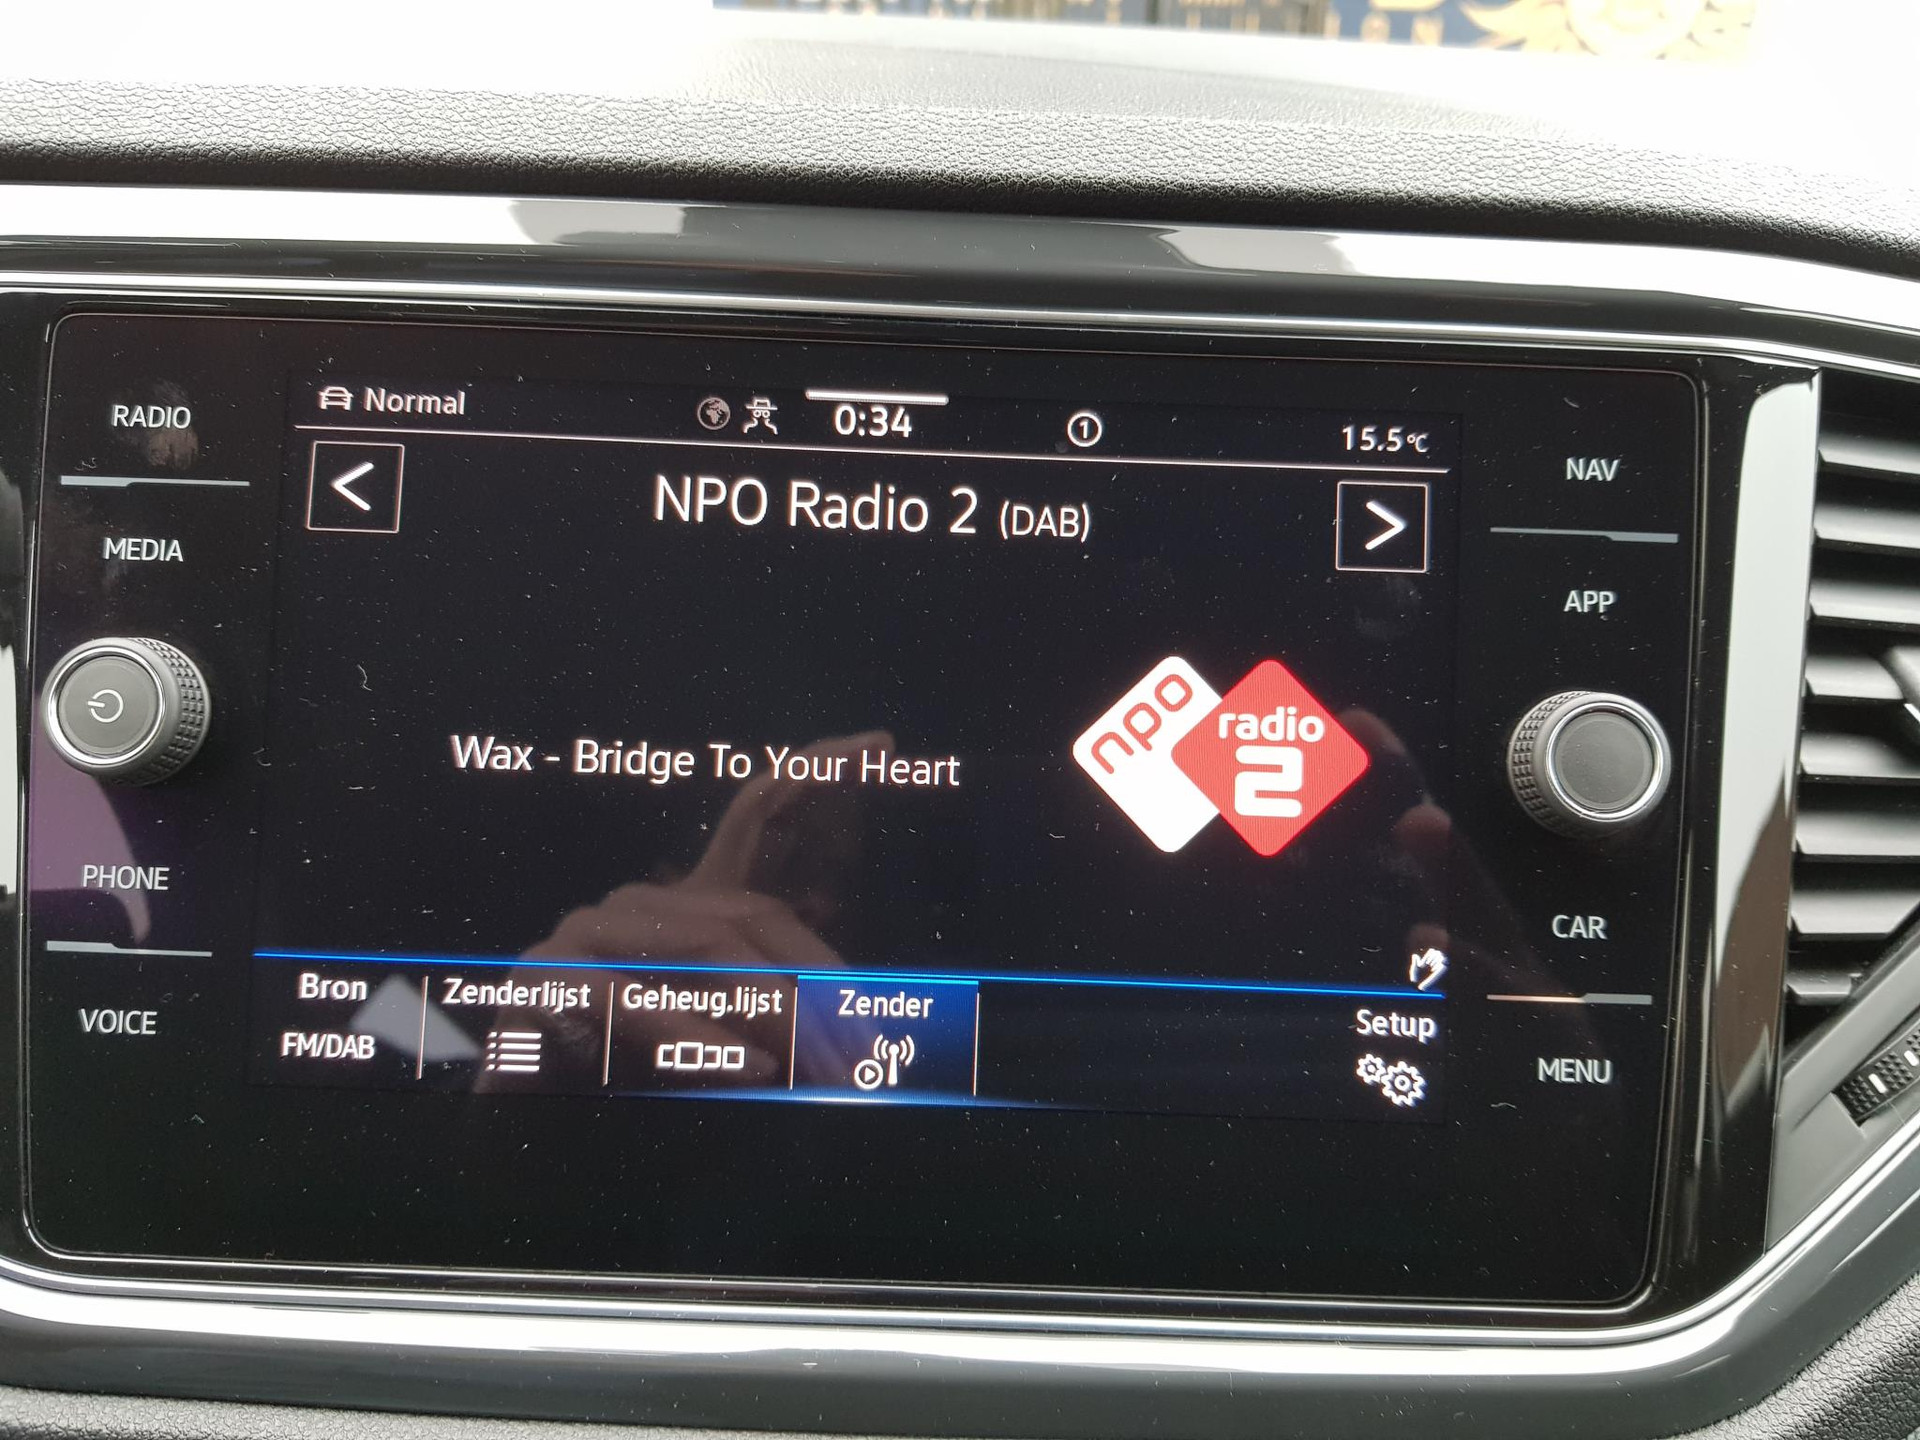 RADIO
MEDIA
PHONE
VOICE
Normal
0:34
1
15.5°C
<
NPO Radio 2 (DAB)
>
Wax - Bridge To Your Heart
npo
radio
2
Bron
FM/DAB
Zenderlijst
Geheug.lijst
Zender
Setup
NAV
APP
CAR
MENU